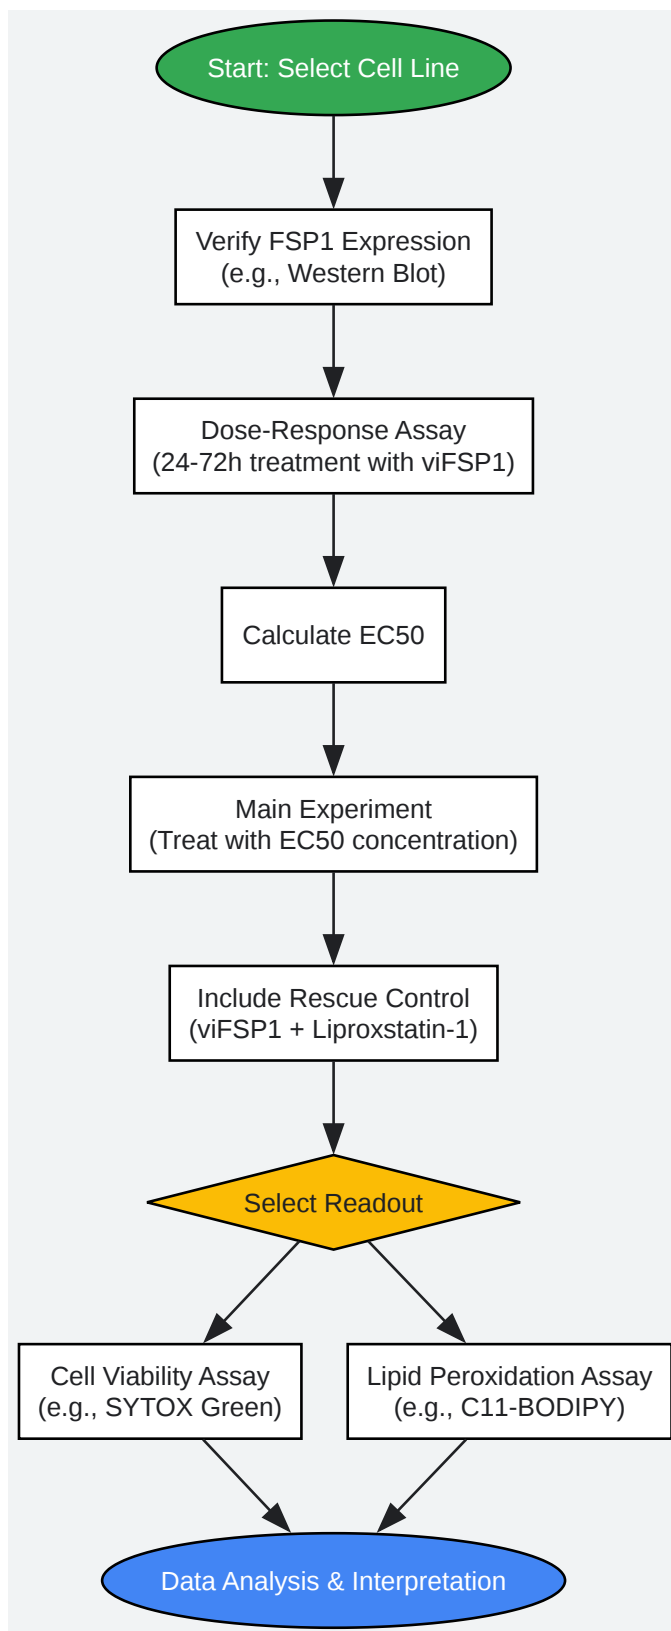 Start: Select Cell Line
Verify FSP1 Expression
(e.g., Western Blot)
Dose-Response Assay
(24-72h treatment with viFSP1)
Calculate EC50
Main Experiment
(Treat with EC50 concentration)
Include Rescue Control
(viFSP1 + Liproxstatin-1)
Select Readout
Cell Viability Assay
(e.g., SYTOX Green)
Lipid Peroxidation Assay
(e.g., C11-BODIPY)
Data Analysis & Interpretation